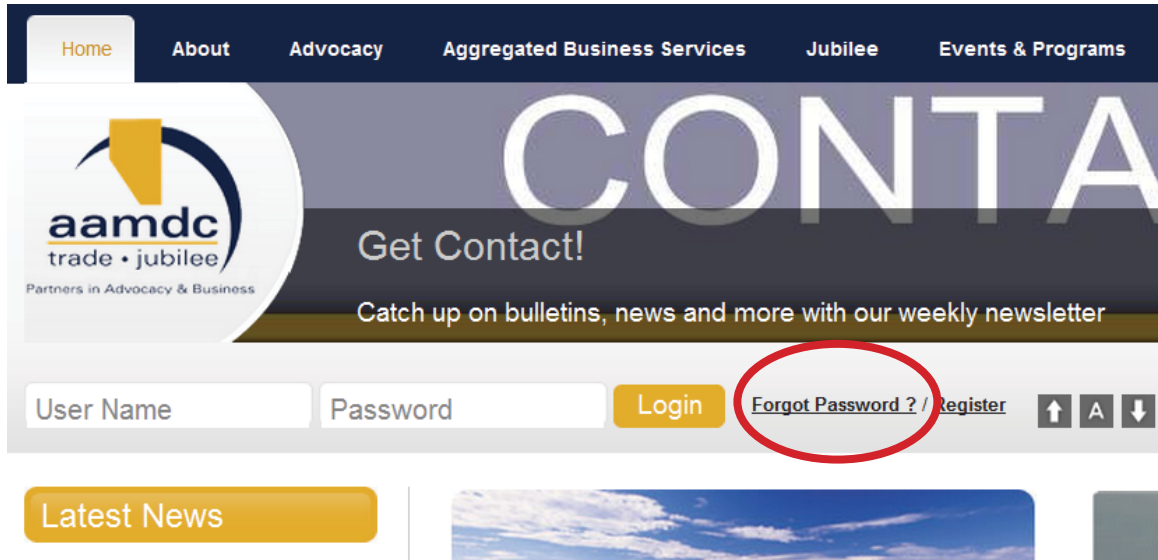 Home About Advocacy Aggregated Business Services Jubilee Events & Programs
CONTA
aamdc
trade • jubilee
Partners in Advocacy & Business
Get Contact!
Catch up on bulletins, news and more with our weekly newsletter
User Name Password Login Forgot Password ? / Register A
Latest News